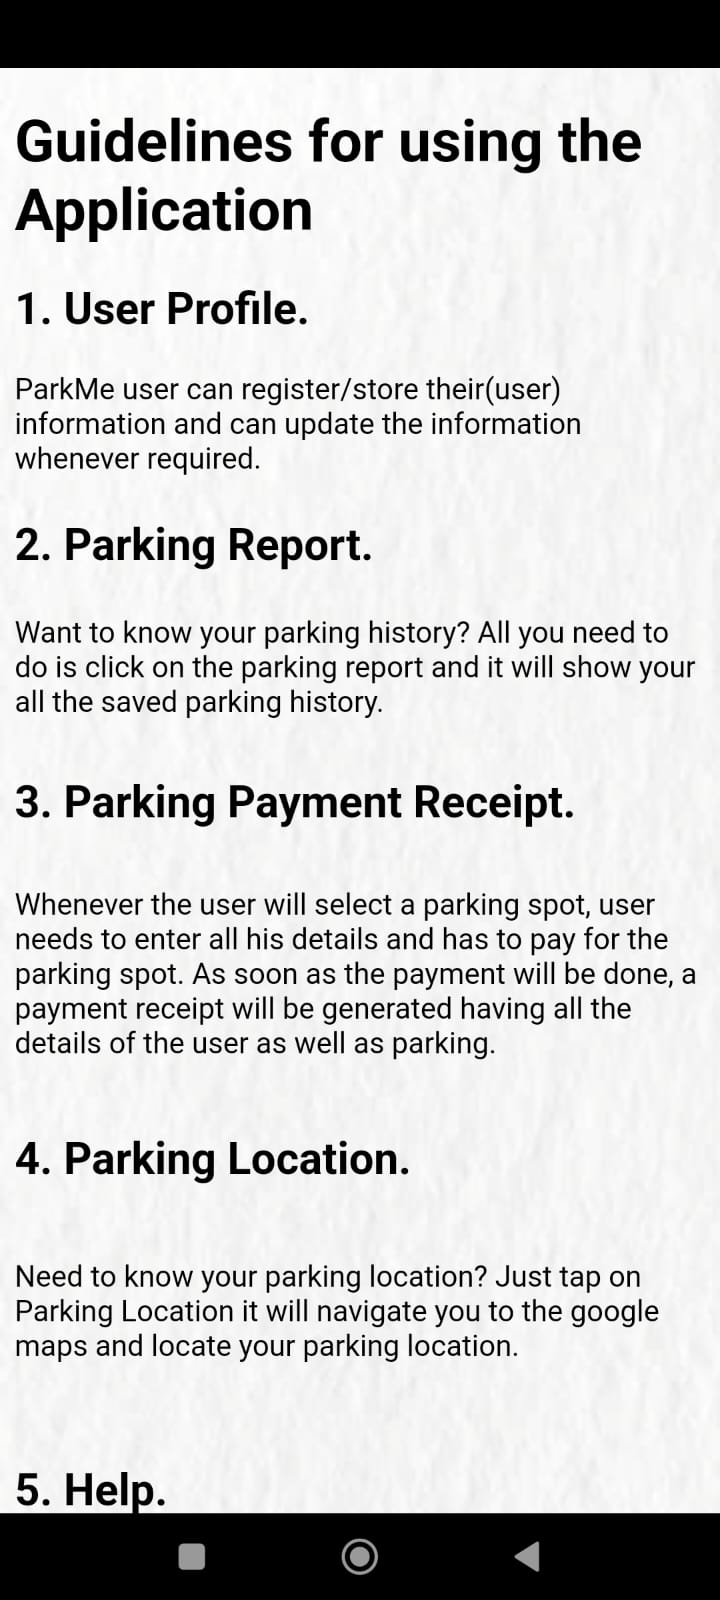 Guidelines for using the
Application
1. User Profile.
ParkMe user can register/store their(user)
information and can update the information
whenever required.
2. Parking Report.
Want to know your parking history? All you need to
do is click on the parking report and it will show your
all the saved parking history.
3. Parking Payment Receipt.
Whenever the user will select a parking spot, user
needs to enter all his details and has to pay for the
parking spot. As soon as the payment will be done, a
payment receipt will be generated having all the
details of the user as well as parking.
4. Parking Location.
Need to know your parking location? Just tap on
Parking Location it will navigate you to the google
maps and locate your parking location.
5. Help.